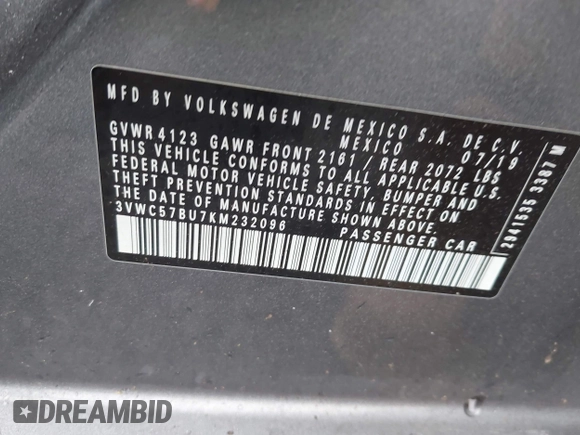 MFD BY VOLKSWAGEN DE MEXICO S.A. DE C.V.
MEXICO
GVWR 4123 GAWR FRONT 2161 / REAR 2072 LBS 07/19
THIS VEHICLE CONFORMS TO ALL APPLICABLE U.S.
FEDERAL MOTOR VEHICLE SAFETY, BUMPER AND
THEFT PREVENTION STANDARDS IN EFFECT ON
THE DATE OF MANUFACTURE SHOWN ABOVE.
3VWC57BU7KM232096 PASSENGER CAR
2941535 3387 M
DREAMBID